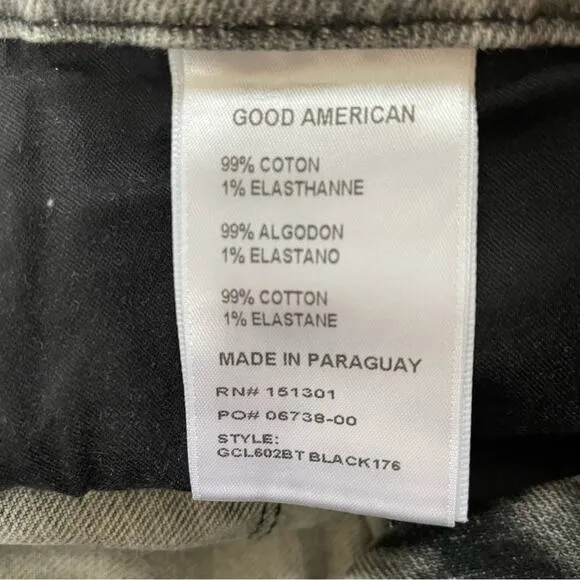 GOOD AMERICAN
99% COTON
1% ELASTHANNE
99% ALGODON
1% ELASTANO
99% COTTON
1% ELASTANE
MADE IN PARAGUAY
RN# 151301
PO# 06738-00
STYLE:
GCL602BT BLACK176